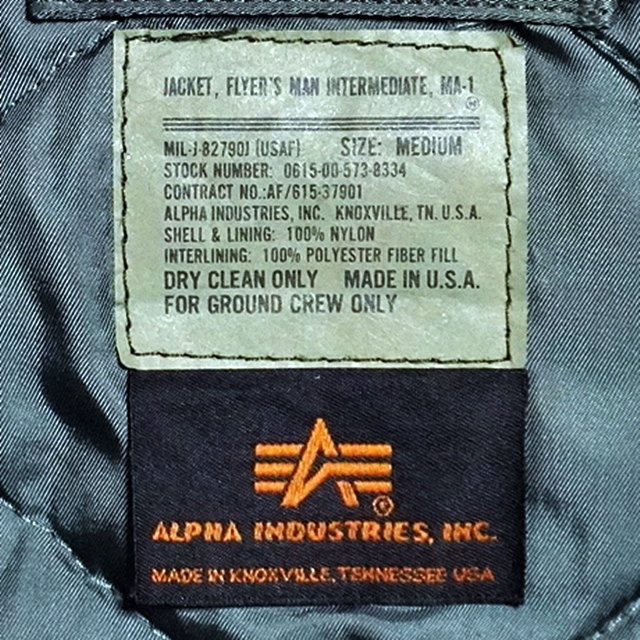 JACKET, FLYER'S MAN INTERMEDIATE, MA-1
MIL-J-8279OJ (USAF) SIZE: MEDIUM
STOCK NUMBER: 0615-00-573-8334
CONTRACT NO.:AF/615-37901
ALPHA INDUSTRIES, INC. KNOXVILLE, TN. U.S.A.
SHELL & LINING: 100% NYLON
INTERLINING: 100% POLYESTER FIBER FILL
DRY CLEAN ONLY MADE IN U.S.A.
FOR GROUND CREW ONLY
ALPHA INDUSTRIES, INC.
MADE IN KNOXVILLE, TENNESSEE USA